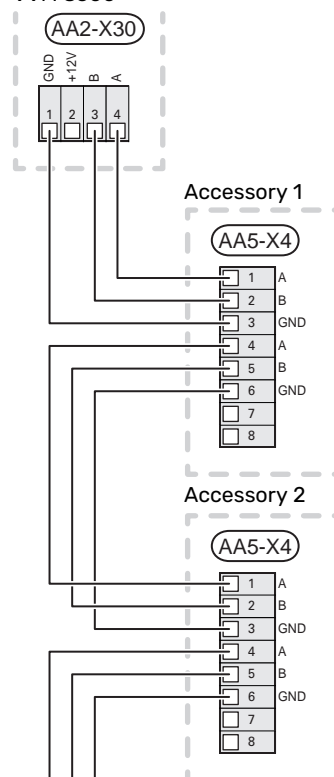 AA2-X30
GND
+12V
B
A
1 2 3 4
Accessory 1
AA5-X4
1 A
2 B
3 GND
4 A
5 B
6 GND
7
8
Accessory 2
AA5-X4
1 A
2 B
3 GND
4 A
5 B
6 GND
7
8